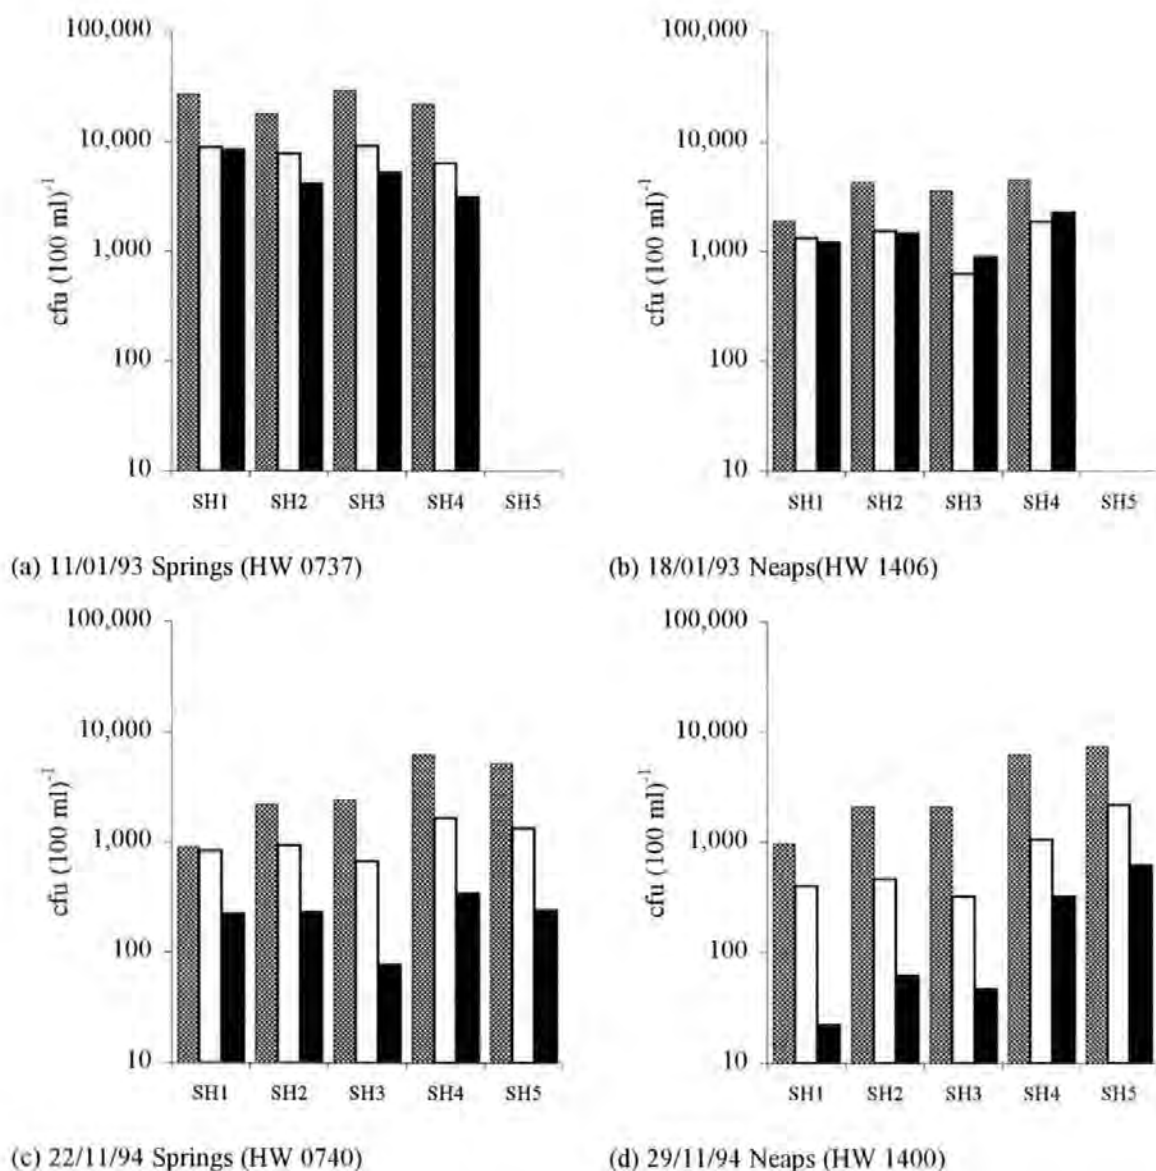 100,000
10,000
1,000
100
10
cfu (100 ml)-1
SH1 SH2 SH3 SH4 SH5
(a) 11/01/93 Springs (HW 0737)
100,000
10,000
1,000
100
10
cfu (100 ml)-1
SH1 SH2 SH3 SH4 SH5
(b) 18/01/93 Neaps(HW 1406)
100,000
10,000
1,000
100
10
cfu (100 ml)-1
SH1 SH2 SH3 SH4 SH5
(c) 22/11/94 Springs (HW 0740)
100,000
10,000
1,000
100
10
cfu (100 ml)-1
SH1 SH2 SH3 SH4 SH5
(d) 29/11/94 Neaps (HW 1400)